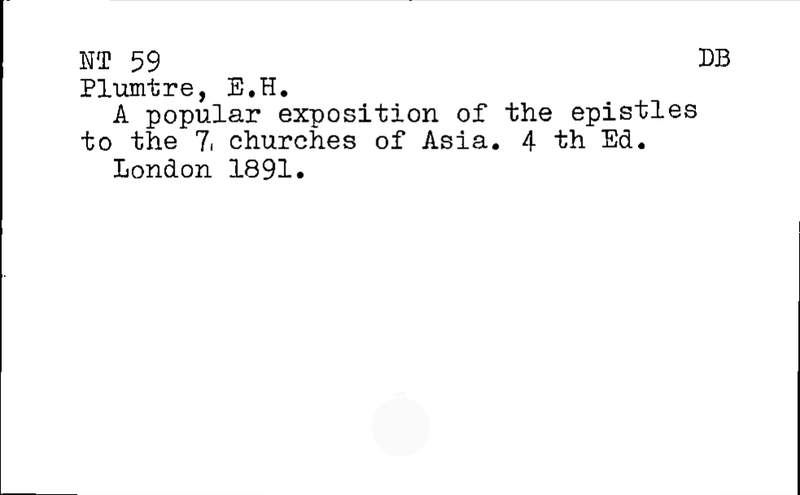 NT 59 DB
Plumtre, E.H.
A popular exposition of the epistles
to the 7, churches of Asia. 4 th Ed.
London 1891.